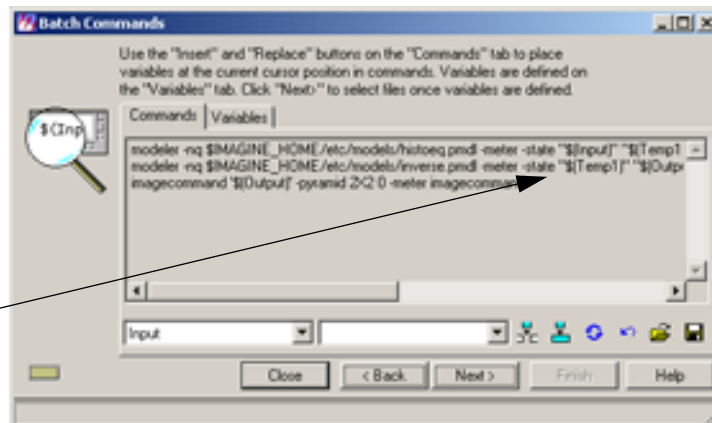 Batch Commands
Use the "Insert" and "Replace" buttons on the "Commands" tab to place
variables at the current cursor position in commands. Variables are defined on
the "Variables" tab. Click "Next>" to select files once variables are defined.
$(Inp
Commands Variables
modeler -nq $IMAGINE_HOME/etc/models/histoeq.pmdl -meter -state "$(Input)" "$(Temp1
modeler -nq $IMAGINE_HOME/etc/models/inverse.pmdl -meter -state "$(Temp1)" "$(Outpu
imagecommand '$(Output)' -pyramid 2X2 0 -meter imagecomman
Input
Close < Back Next > Finish Help